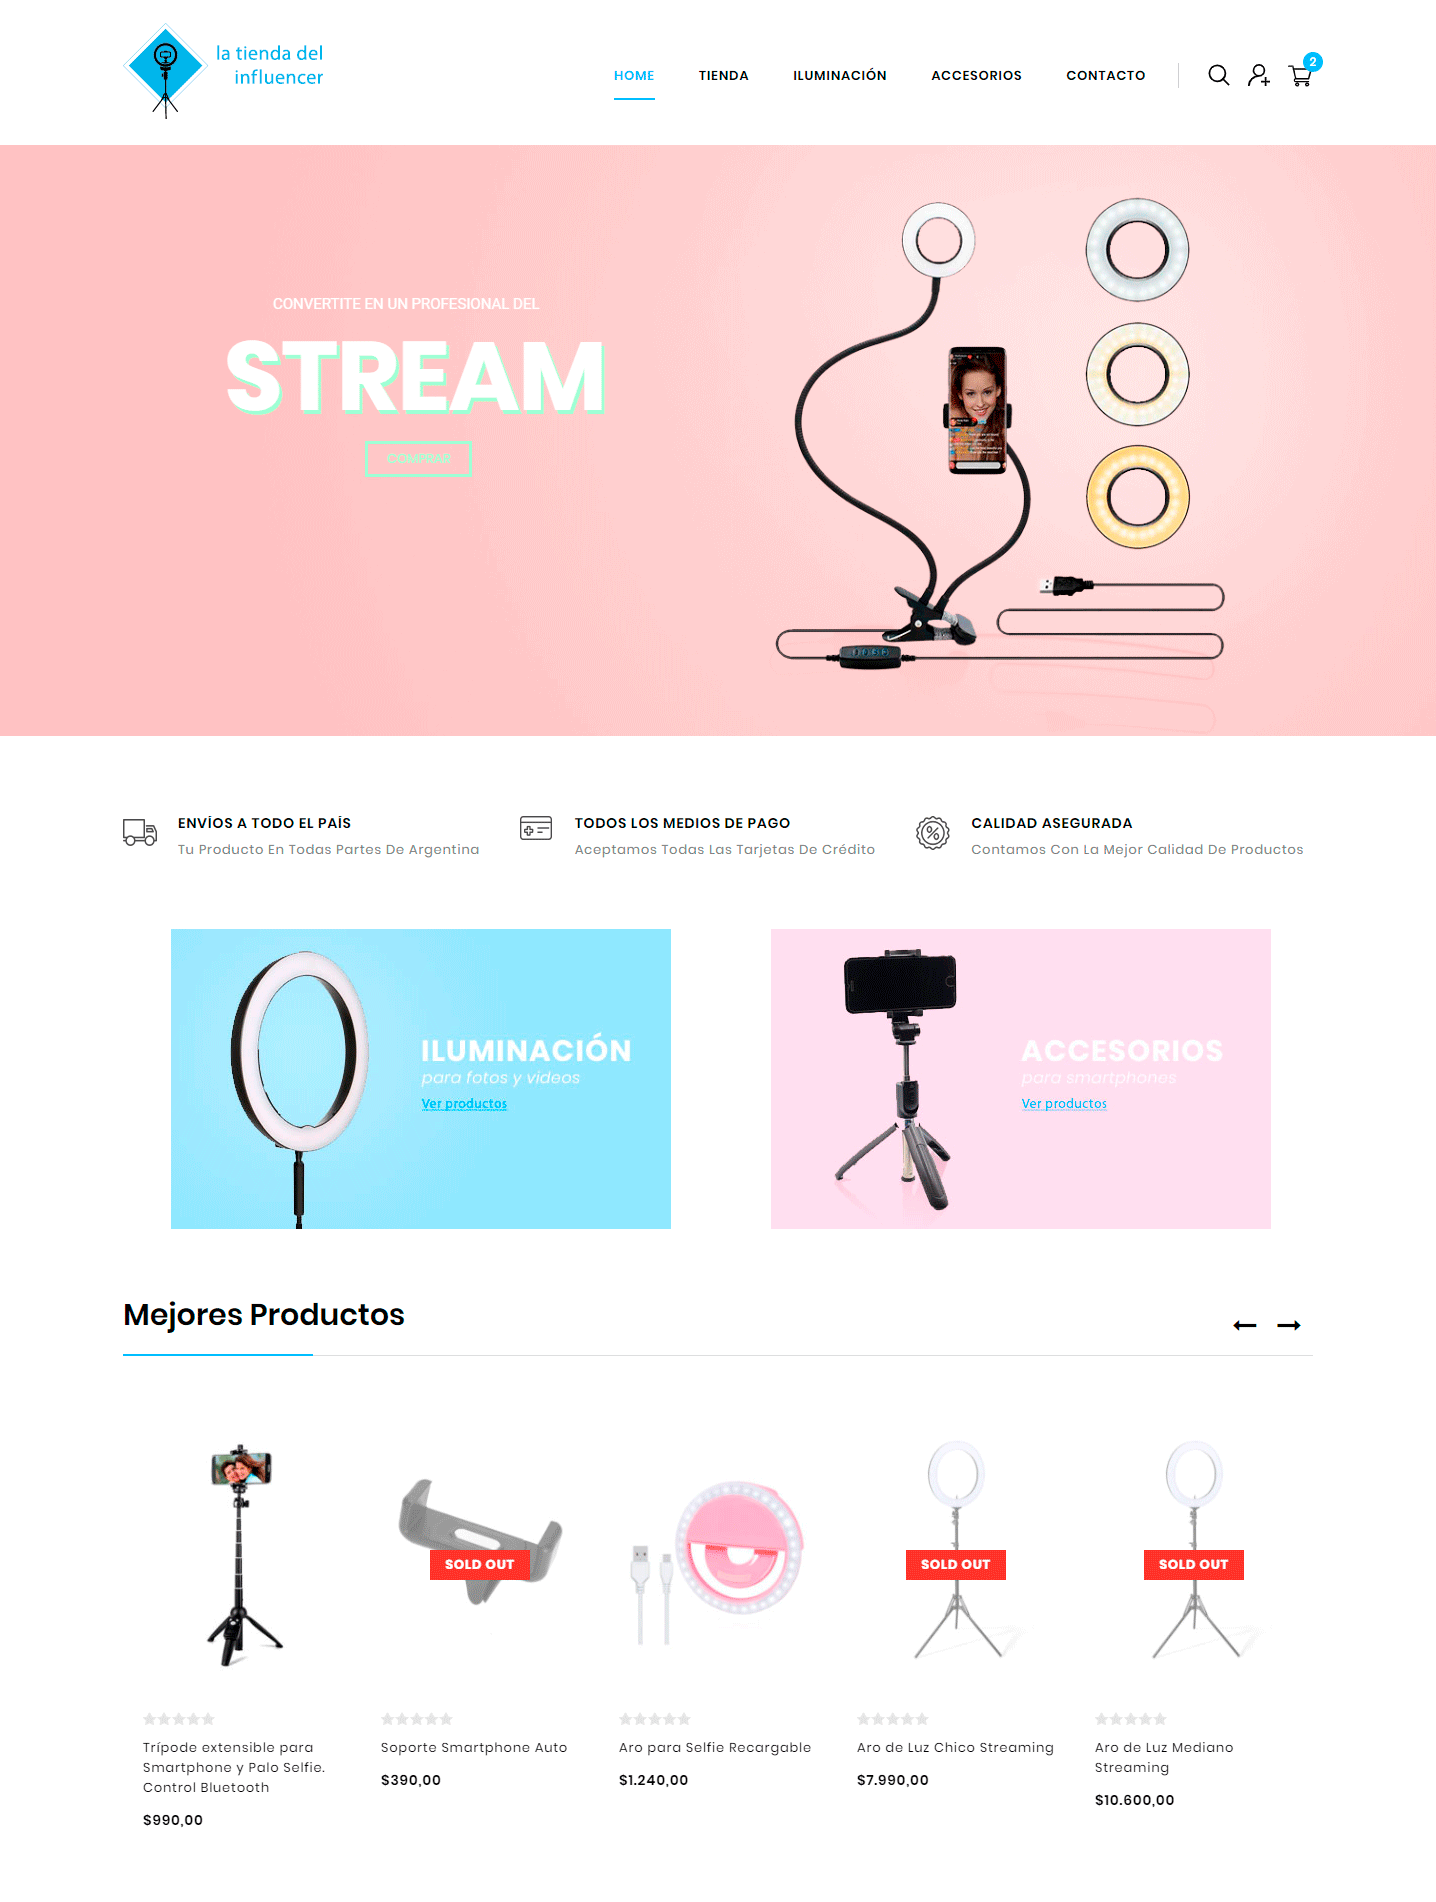 la tienda del
influencer
HOME
TIENDA
ILUMINACIÓN
ACCESORIOS
CONTACTO
2
CONVERTITE EN UN PROFESIONAL DEL
STREAM
COMPRAR
ENVÍOS A TODO EL PAÍS
Tu Producto En Todas Partes De Argentina
TODOS LOS MEDIOS DE PAGO
Aceptamos Todas Las Tarjetas De Crédito
CALIDAD ASEGURADA
Contamos Con La Mejor Calidad De Productos
ILUMINACIÓN
para fotos y videos
Ver productos
ACCESORIOS
para smartphones
Ver productos
Mejores Productos
SOLD OUT
SOLD OUT
SOLD OUT
Trípode extensible para
Smartphone y Palo Selfie.
Control Bluetooth
$990,00
Soporte Smartphone Auto
$390,00
Aro para Selfie Recargable
$1.240,00
Aro de Luz Chico Streaming
$7.990,00
Aro de Luz Mediano
Streaming
$10.600,00